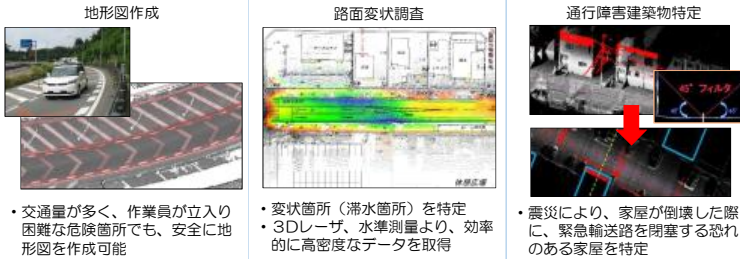 地形図作成
・交通量が多く、作業員が立入り
困難な危険箇所でも、安全に地
形図を作成可能
路面変状調査
休憩広場
・変状箇所（滞水箇所）を特定
・3Dレーザ、水準測量より、効率
的に高密度なデータを取得
通行障害建築物特定
45° フィルタ
45°
45°
・震災により、家屋が倒壊した際
に、緊急輸送路を閉塞する恐れ
のある家屋を特定